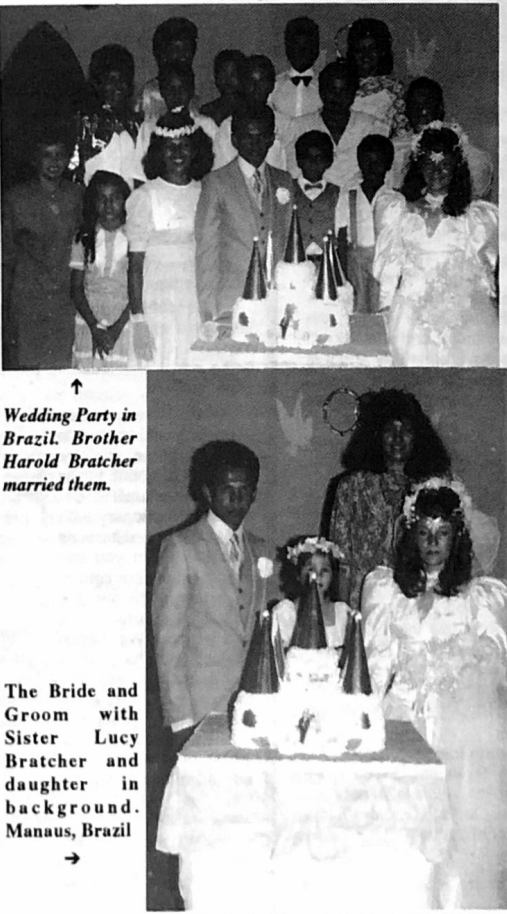 ↑
Wedding Party in
Brazil. Brother
Harold Bratcher
married them.
The Bride and
Groom with
Sister Lucy
Bratcher and
daughter in
background.
Manaus, Brazil
→